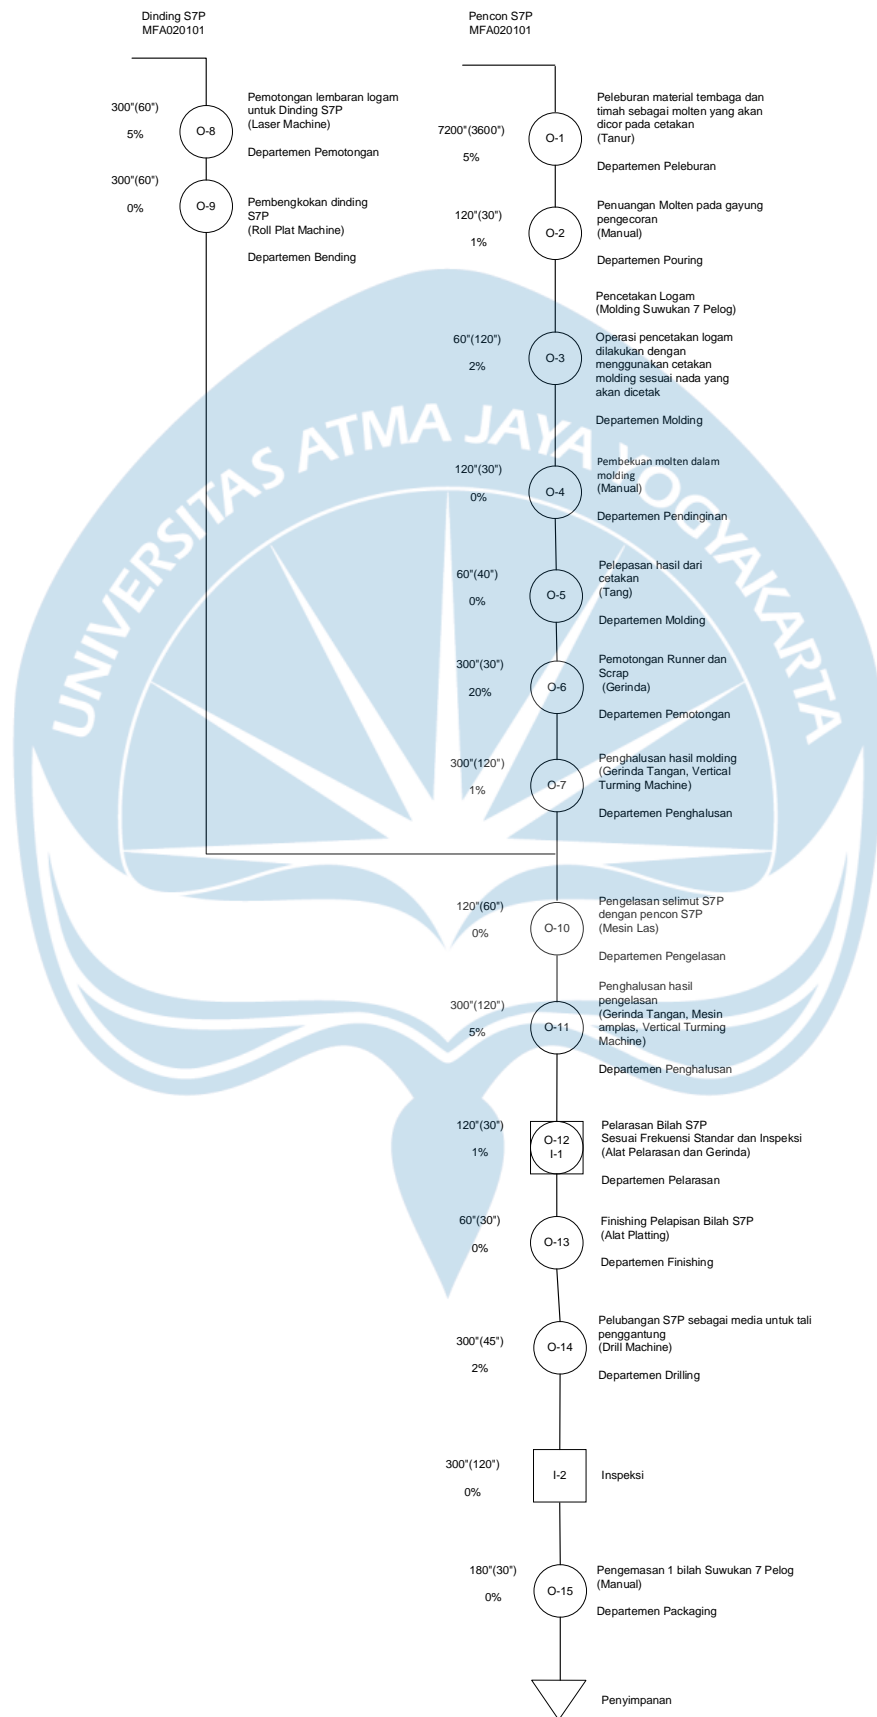 Dinding S7P
MFA020101
300"(60")
5%
O-8
Pemotongan lembaran logam
untuk Dinding S7P
(Laser Machine)
Departemen Pemotongan
300"(60")
0%
O-9
Pembengkokan dinding
S7P
(Roll Plat Machine)
Departemen Bending
Pencon S7P
MFA020101
7200"(3600")
5%
O-1
Peleburan material tembaga dan
timah sebagai molten yang akan
dicor pada cetakan
(Tanur)
Departemen Peleburan
120"(30")
1%
O-2
Penuangan Molten pada gayung
pengecoran
(Manual)
Departemen Pouring
Pencetakan Logam
(Molding Suwukan 7 Pelog)
60"(120")
2%
O-3
Operasi pencetakan logam
dilakukan dengan
menggunakan cetakan
molding sesuai nada yang
akan dicetak
Departemen Molding
120"(30")
0%
O-4
Pembekuan molten dalam
molding
(Manual)
Departemen Pendinginan
60"(40")
0%
O-5
Pelepasan hasil dari
cetakan
(Tang)
Departemen Molding
300"(30")
20%
O-6
Pemotongan Runner dan
Scrap
(Gerinda)
Departemen Pemotongan
300"(120")
1%
O-7
Penghalusan hasil molding
(Gerinda Tangan, Vertical
Turming Machine)
Departemen Penghalusan
120"(60")
0%
O-10
Pengelasan selimut S7P
dengan pencon S7P
(Mesin Las)
Departemen Pengelasan
300"(120")
5%
O-11
Penghalusan hasil
pengelasan
(Gerinda Tangan, Mesin
amplas, Vertical Turming
Machine)
Departemen Penghalusan
120"(30")
1%
O-12
I-1
Pelarasan Bilah S7P
Sesuai Frekuensi Standar dan Inspeksi
(Alat Pelarasan dan Gerinda)
Departemen Pelarasan
60"(30")
0%
O-13
Finishing Pelapisan Bilah S7P
(Alat Platting)
Departemen Finishing
300"(45")
2%
O-14
Pelubangan S7P sebagai media untuk tali
penggantung
(Drill Machine)
Departemen Drilling
300"(120")
0%
I-2
Inspeksi
180"(30")
0%
O-15
Pengemasan 1 bilah Suwukan 7 Pelog
(Manual)
Departemen Packaging
Penyimpanan
UNIVERSITAS ATMA JAYA YOGYAKARTA